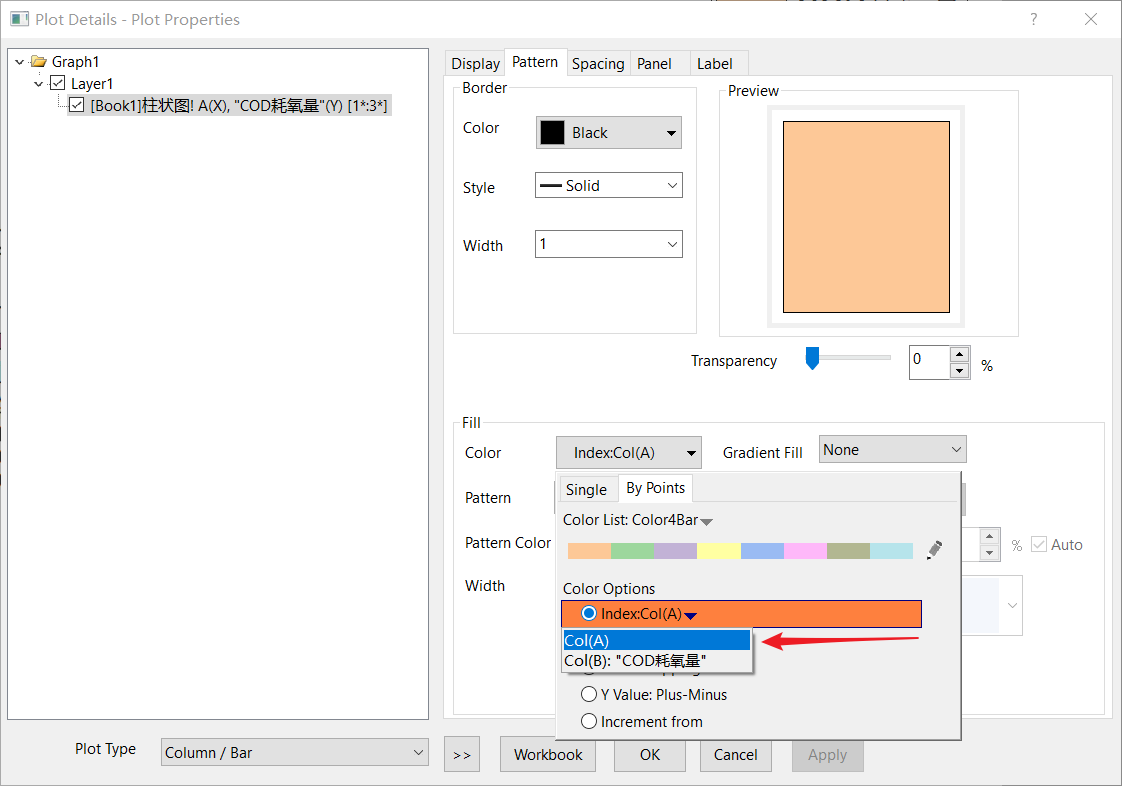 Plot Details - Plot Properties
?
Graph1
Layer1
[Book1]柱状图! A(X), "COD耗氧量"(Y) [1*:3*]
Display Pattern Spacing Panel Label
Border
Color Black
Style Solid
Width 1
Preview
Transparency 0 %
Fill
Color Index:Col(A) Gradient Fill None
Pattern
Pattern Color % Auto
Width
Single By Points
Color List: Color4Bar
Color Options
Index:Col(A)
Col(A)
Col(B): "COD耗氧量"
Y Value: Plus-Minus
Increment from
Plot Type Column / Bar >> Workbook OK Cancel Apply